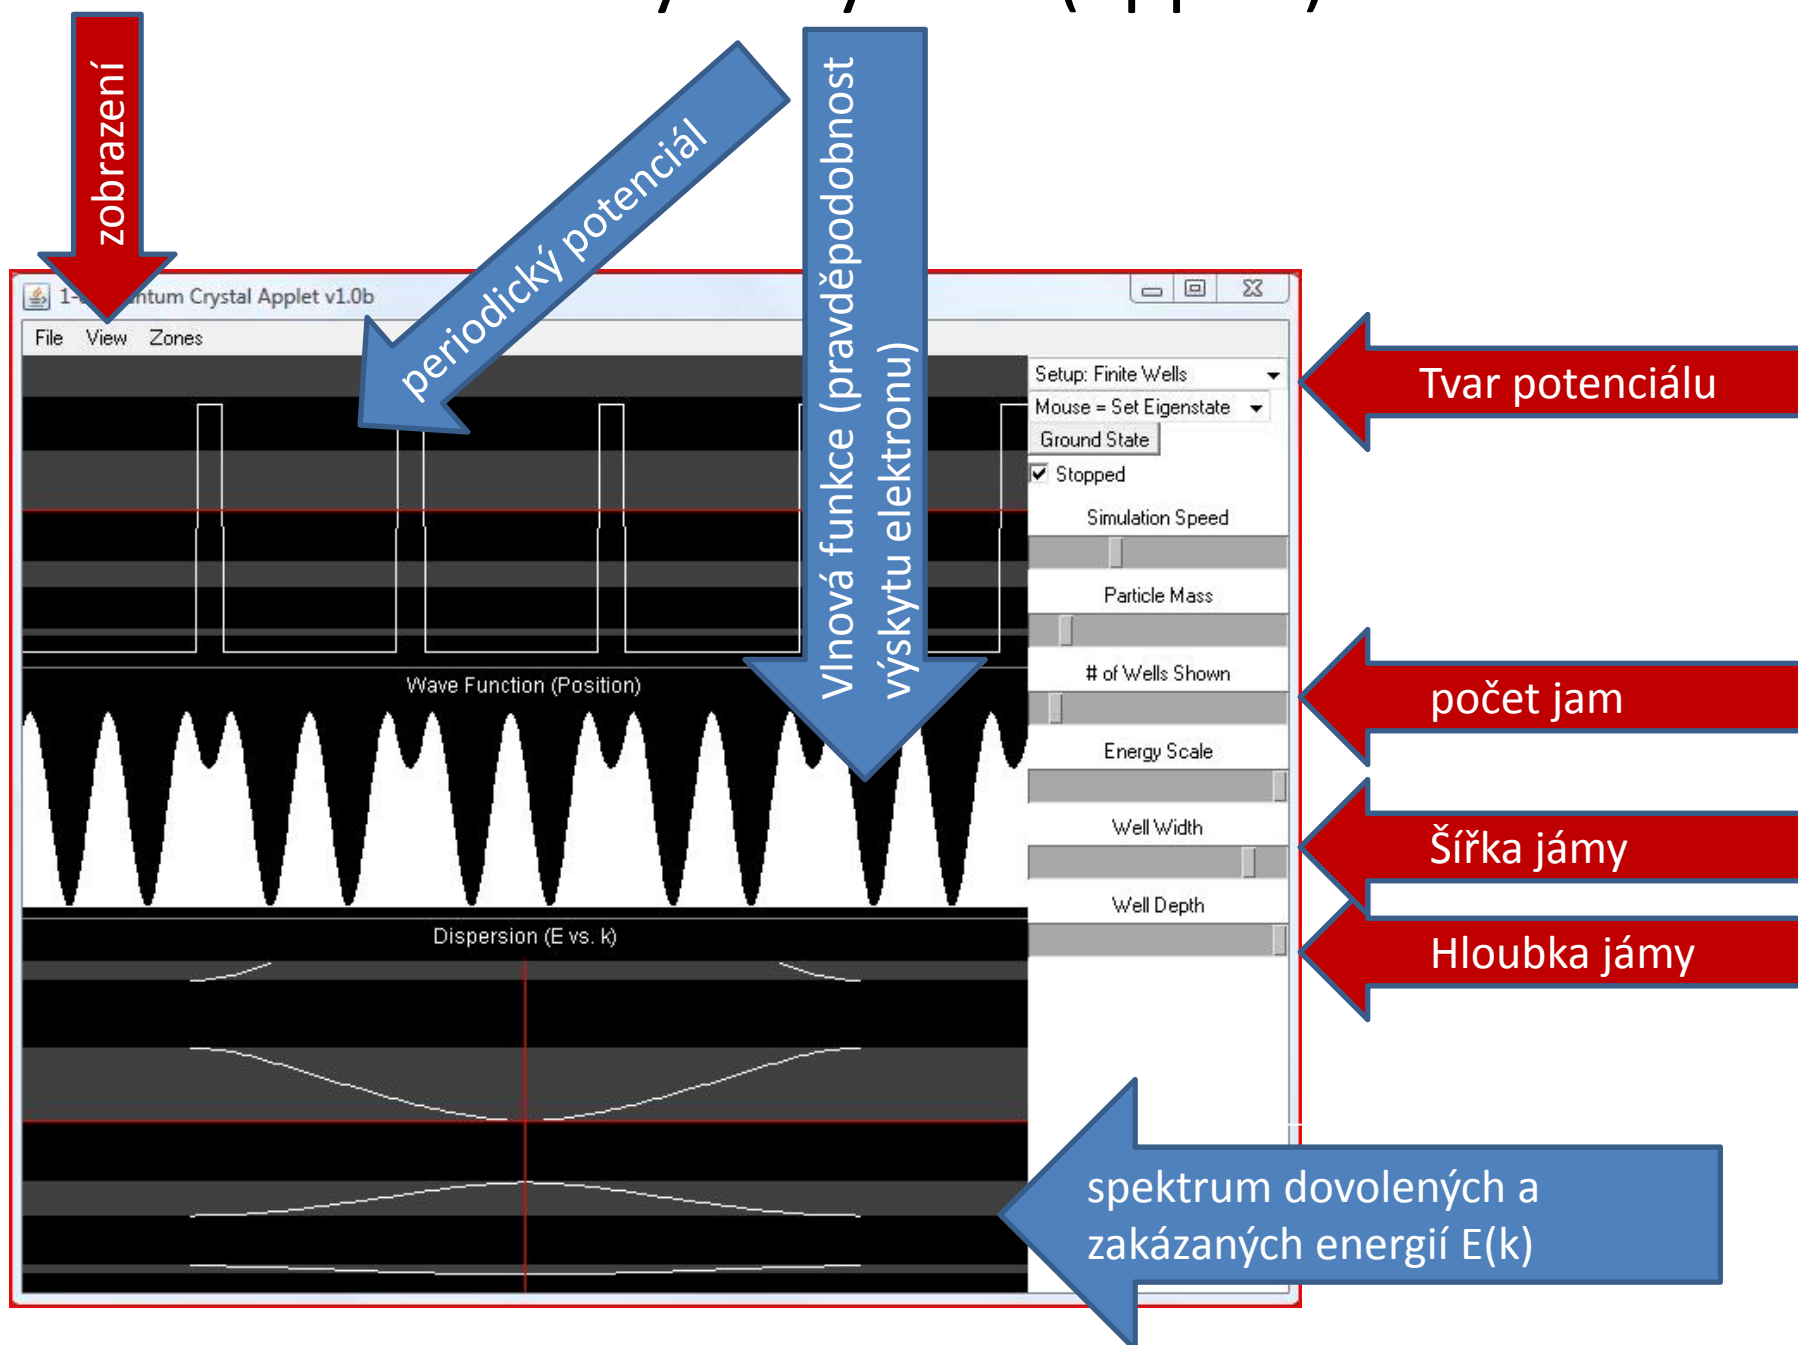 zobrazení
periodický potenciál
Vlnová funkce (pravděpodobnost
výskytu elektronu)
Crystal Applet v1.0b
File View Zones
Setup: Finite Wells
Mouse = Set Eigenstate
Ground State
Stopped
Simulation Speed
Particle Mass
# of Wells Shown
Energy Scale
Well Width
Well Depth
Tvar potenciálu
počet jam
Šířka jámy
Hloubka jámy
Wave Function (Position)
Dispersion (E vs. k)
spektrum dovolených a
zakázaných energií E(k)